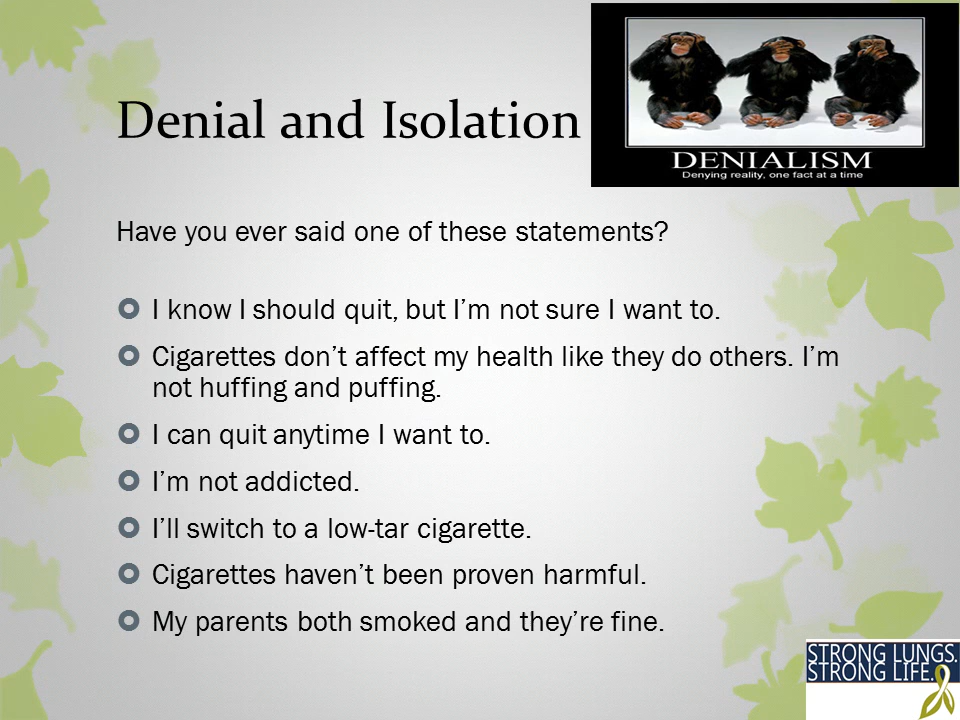 Denial and Isolation
DENIALISM
Denying reality, one fact at a time
Have you ever said one of these statements?
I know I should quit, but I’m not sure I want to.
Cigarettes don’t affect my health like they do others. I’m
not huffing and puffing.
I can quit anytime I want to.
I’m not addicted.
I’ll switch to a low-tar cigarette.
Cigarettes haven’t been proven harmful.
My parents both smoked and they’re fine.
STRONG LUNGS.
STRONG LIFE.